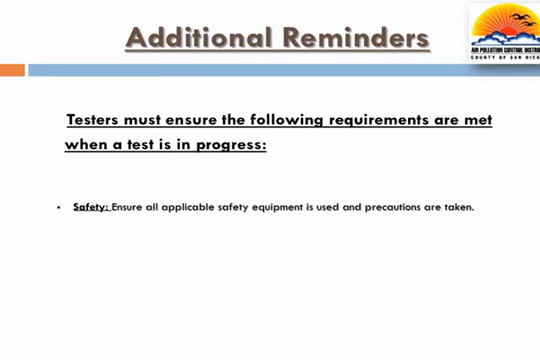 Additional Reminders
AIR POLLUTION CONTROL DISTRICT
COUNTY OF SAN DIEGO
Testers must ensure the following requirements are met
when a test is in progress:
• Safety: Ensure all applicable safety equipment is used and precautions are taken.